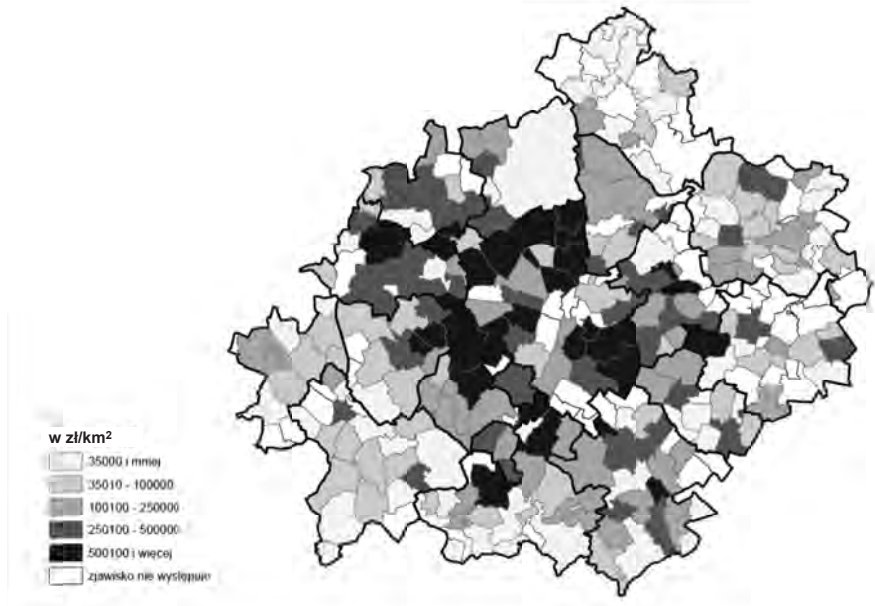 w zł/km²
35000 i mniej
35010 - 100000
100100 - 250000
250100 - 500000
500100 i więcej
zjawisko nie występuje